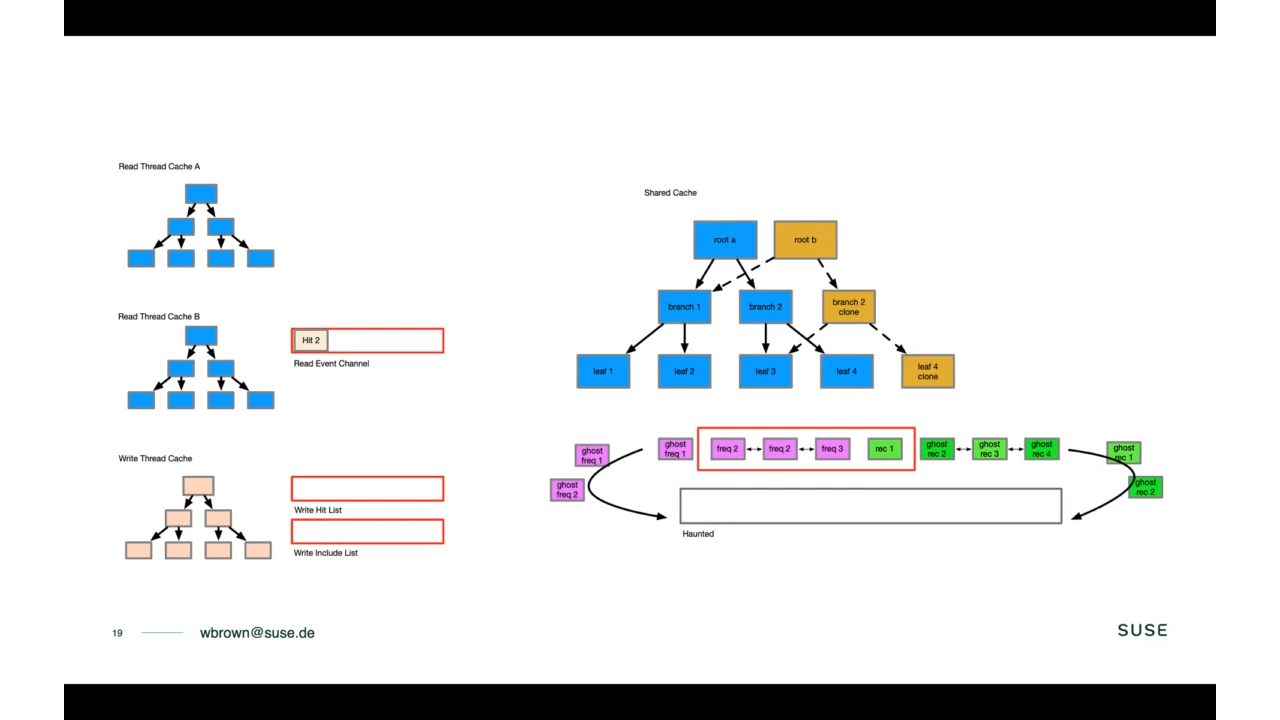 Read Thread Cache A
Read Thread Cache B
Hit 2
Read Event Channel
Write Thread Cache
Write Hit List
Write Include List
Shared Cache
root a
root b
branch 1
branch 2
branch 2
clone
leaf 1
leaf 2
leaf 3
leaf 4
leaf 4
clone
ghost
freq 1
ghost
freq 2
ghost
freq 1
freq 2
freq 2
freq 3
rec 1
ghost
rec 2
ghost
rec 3
ghost
rec 4
ghost
rec 1
ghost
rec 2
Haunted
19
wbrown@suse.de
SUSE